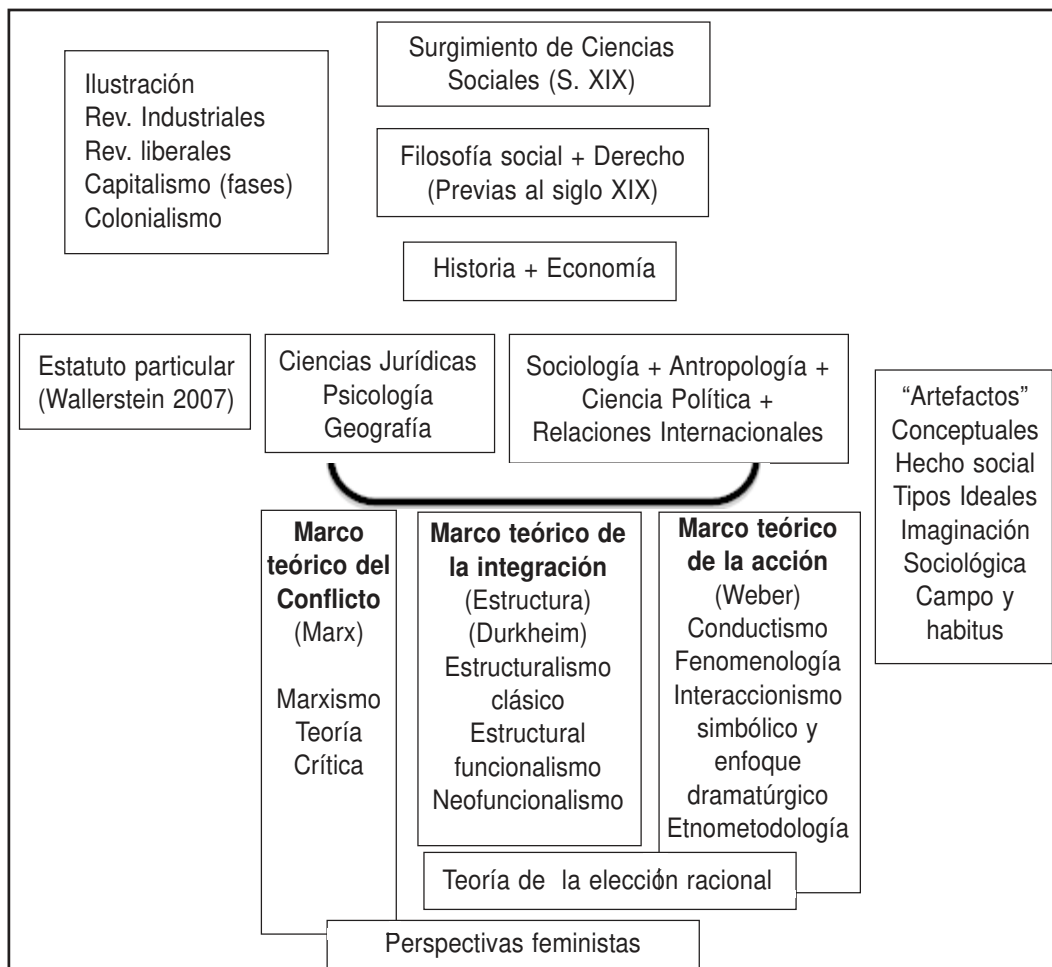 Surgimiento de Ciencias
Sociales (S. XIX)
Ilustración
Rev. Industriales
Rev. liberales
Capitalismo (fases)
Colonialismo
Filosofía social + Derecho
(Previas al siglo XIX)
Historia + Economía
Estatuto particular
(Wallerstein 2007)
Ciencias Jurídicas
Psicología
Geografía
Sociología + Antropología +
Ciencia Política +
Relaciones Internacionales
“Artefactos”
Conceptuales
Hecho social
Tipos Ideales
Imaginación
Sociológica
Campo y
habitus
Marco
teórico del
Conflicto
(Marx)
Marxismo
Teoría
Crítica
Marco teórico de
la integración
(Estructura)
(Durkheim)
Estructuralismo
clásico
Estructural
funcionalismo
Neofuncionalismo
Marco teórico
de la acción
(Weber)
Conductismo
Fenomenología
Interaccionismo
simbólico y
enfoque
dramatúrgico
Etnometodología
Teoría de la elección racional
Perspectivas feministas